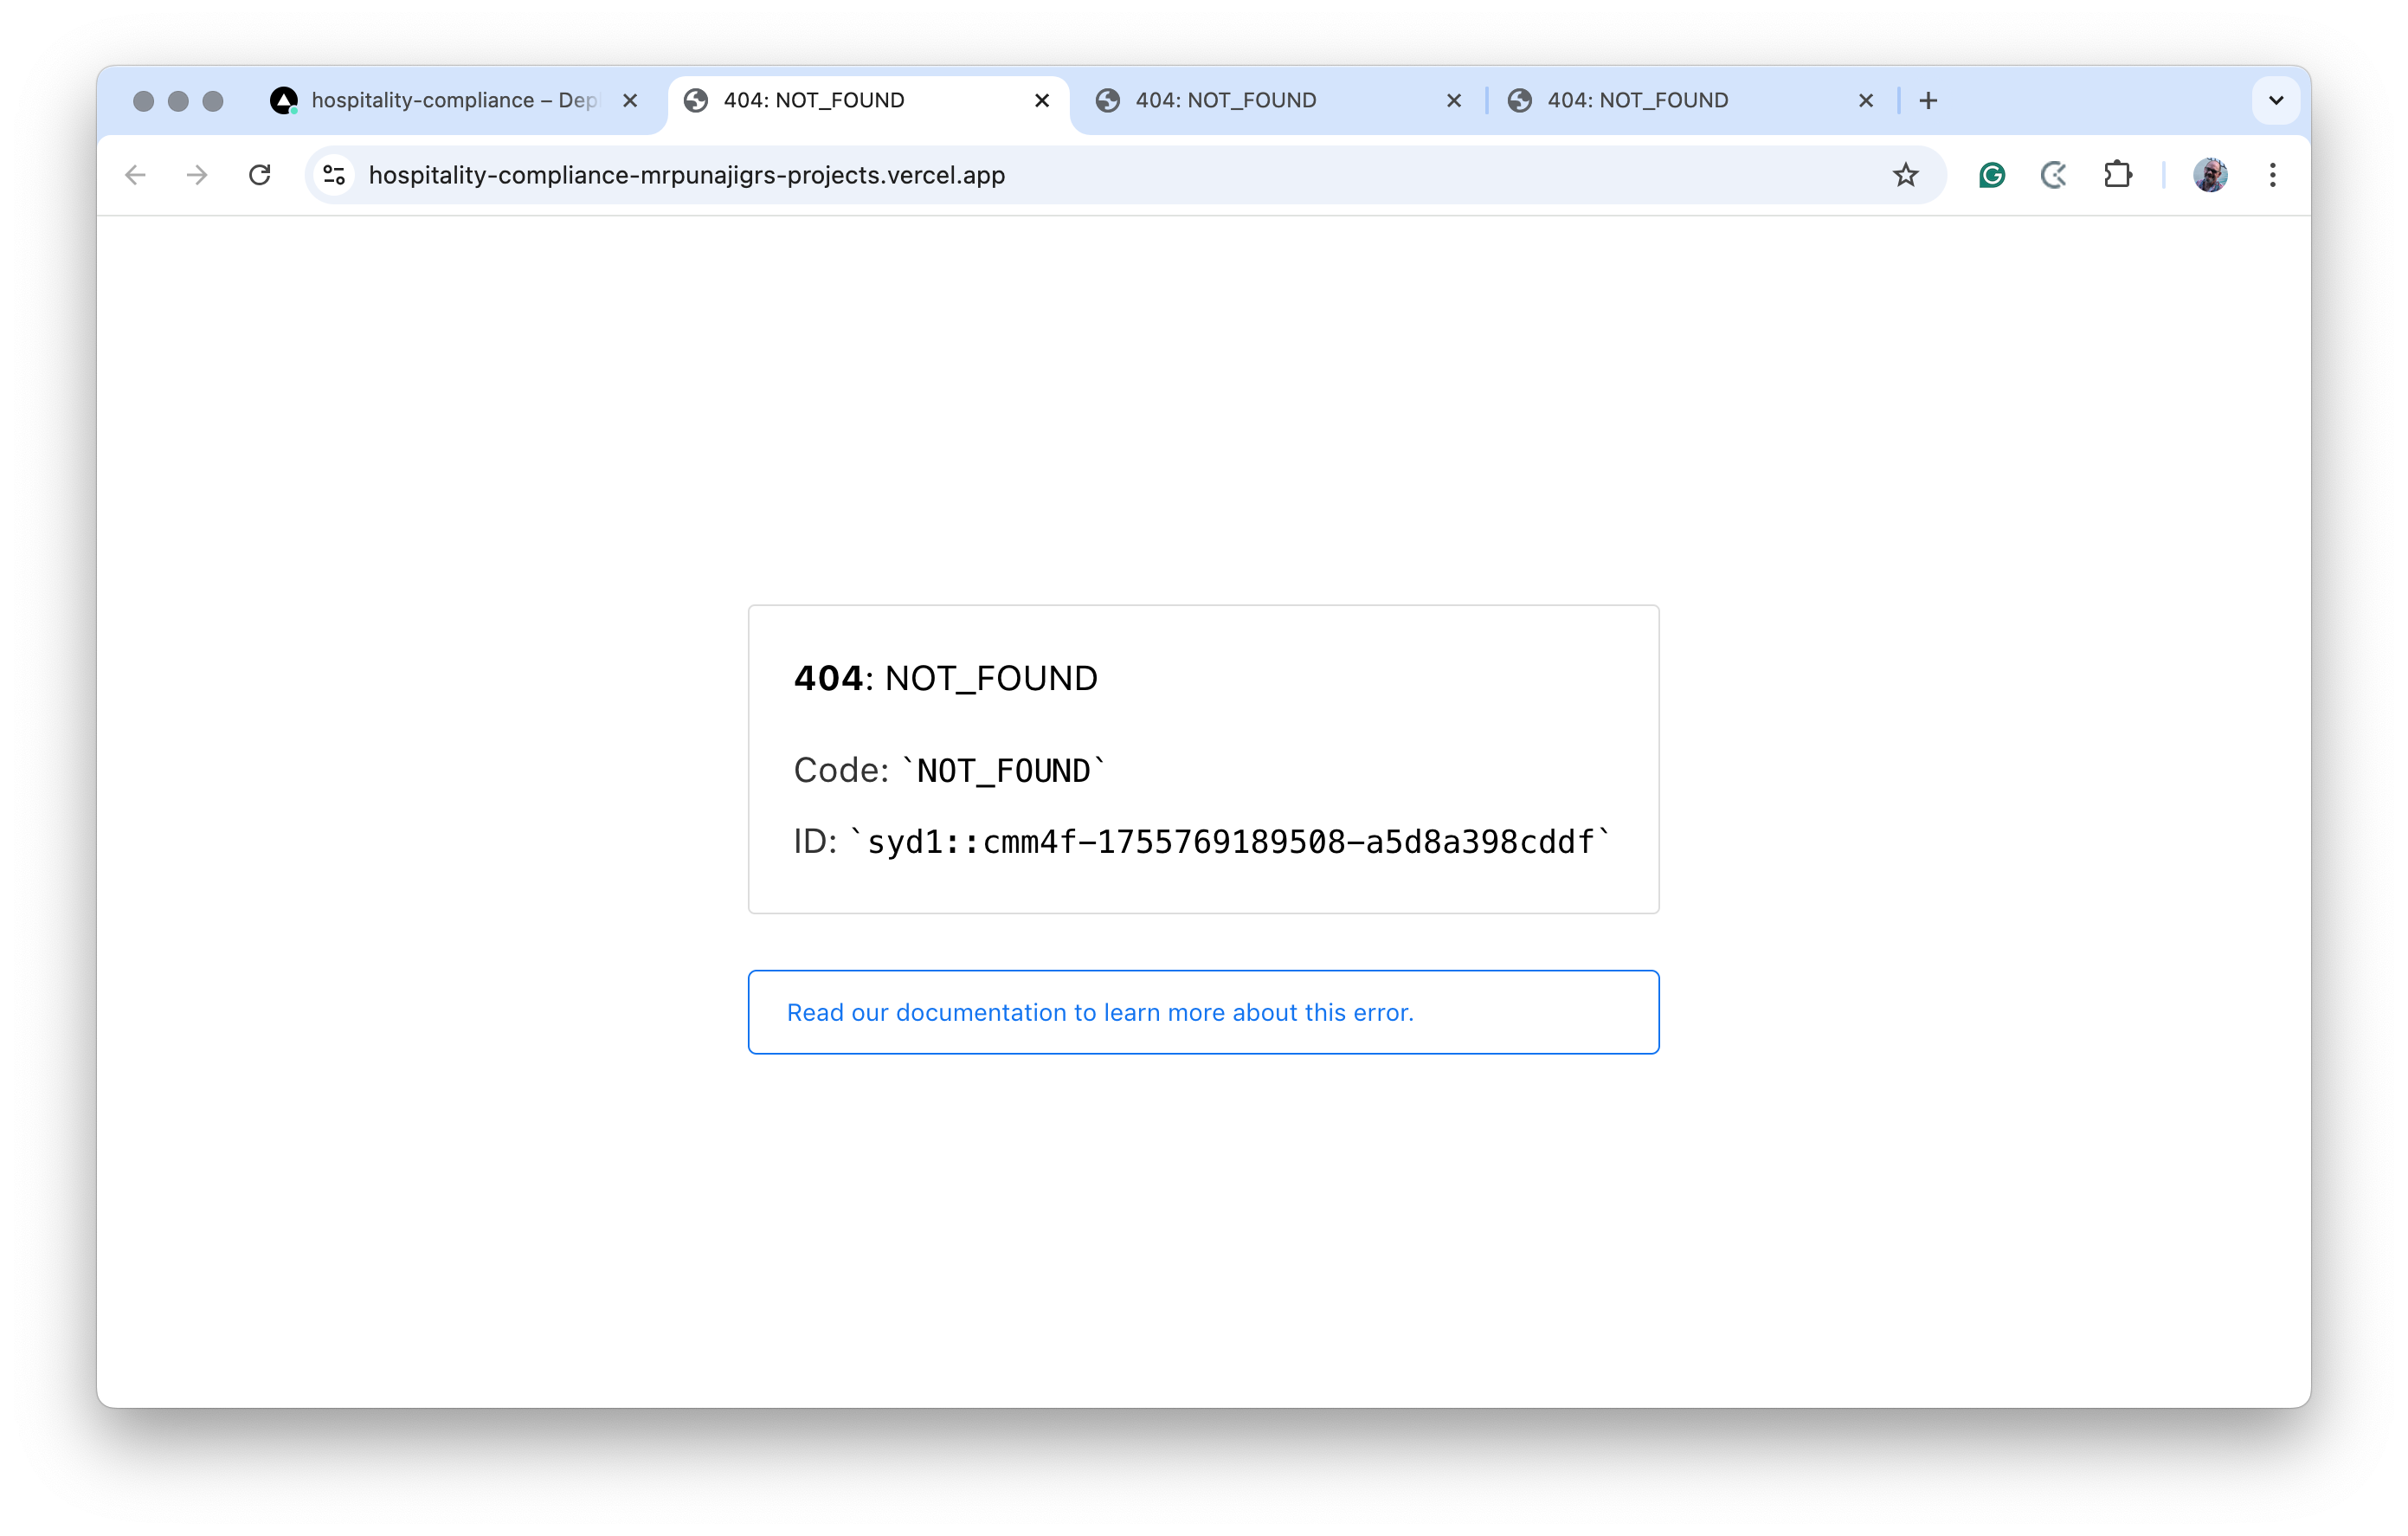 hospitality-compliance – Dep
404: NOT_FOUND
404: NOT_FOUND
404: NOT_FOUND
hospitality-compliance-mrpunajigrs-projects.vercel.app
404: NOT_FOUND
Code: `NOT_FOUND`
ID: `syd1::cmm4f-1755769189508-a5d8a398cddf`
Read our documentation to learn more about this error.